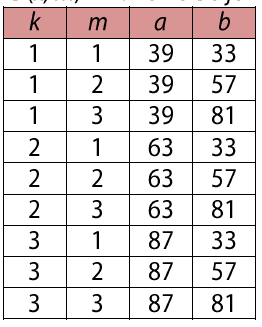 k m a b
1 1 39 33
1 2 39 57
1 3 39 81
2 1 63 33
2 2 63 57
2 3 63 81
3 1 87 33
3 2 87 57
3 3 87 81